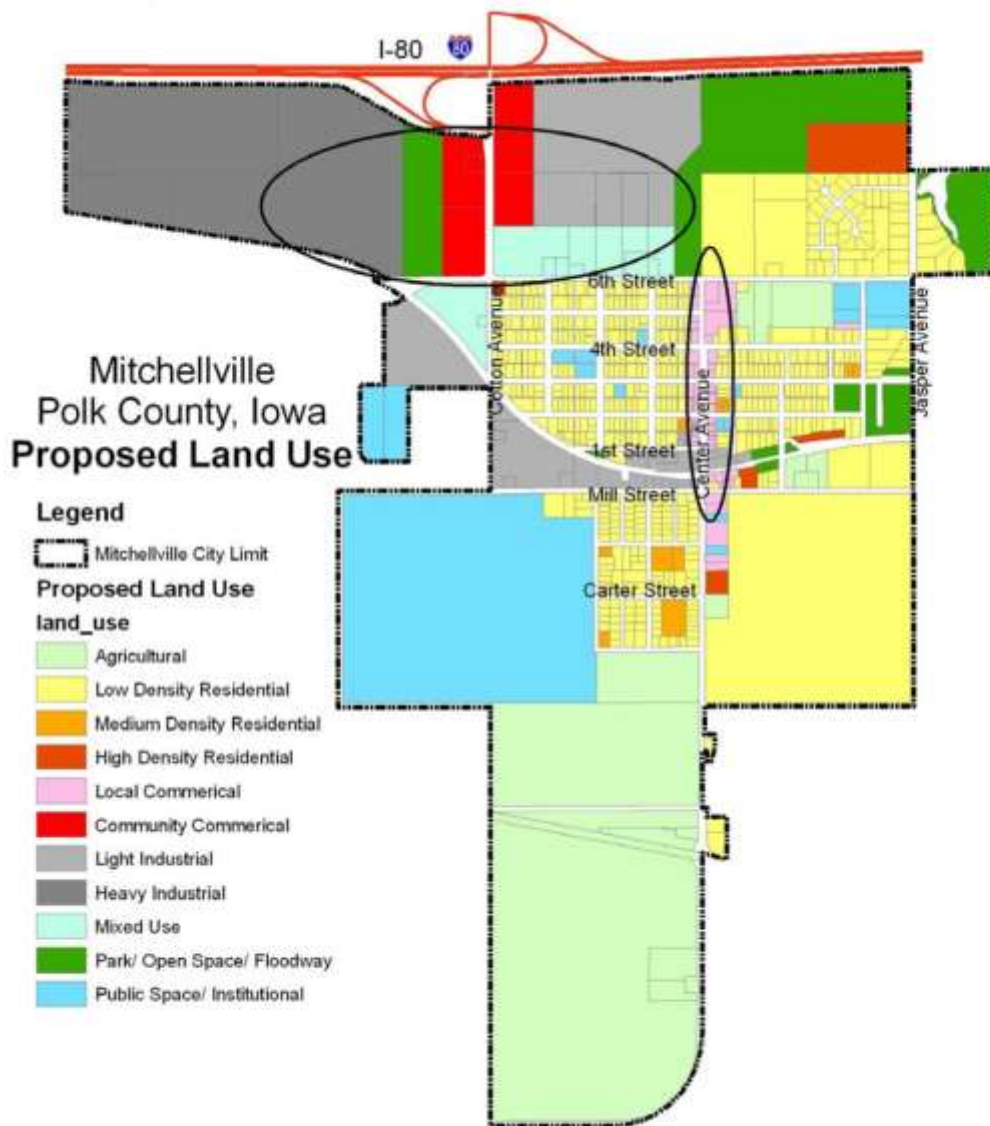 I-80
80
6th Street
4th Street
Cotton Avenue
Center Avenue
Jasper Avenue
1st Street
Mill Street
Carter Street
Mitchellville
Polk County, Iowa
Proposed Land Use
Legend
Mitchellville City Limit
Proposed Land Use
land_use
Agricultural
Low Density Residential
Medium Density Residential
High Density Residential
Local Commerical
Community Commerical
Light Industrial
Heavy Industrial
Mixed Use
Park/ Open Space/ Floodway
Public Space/ Institutional